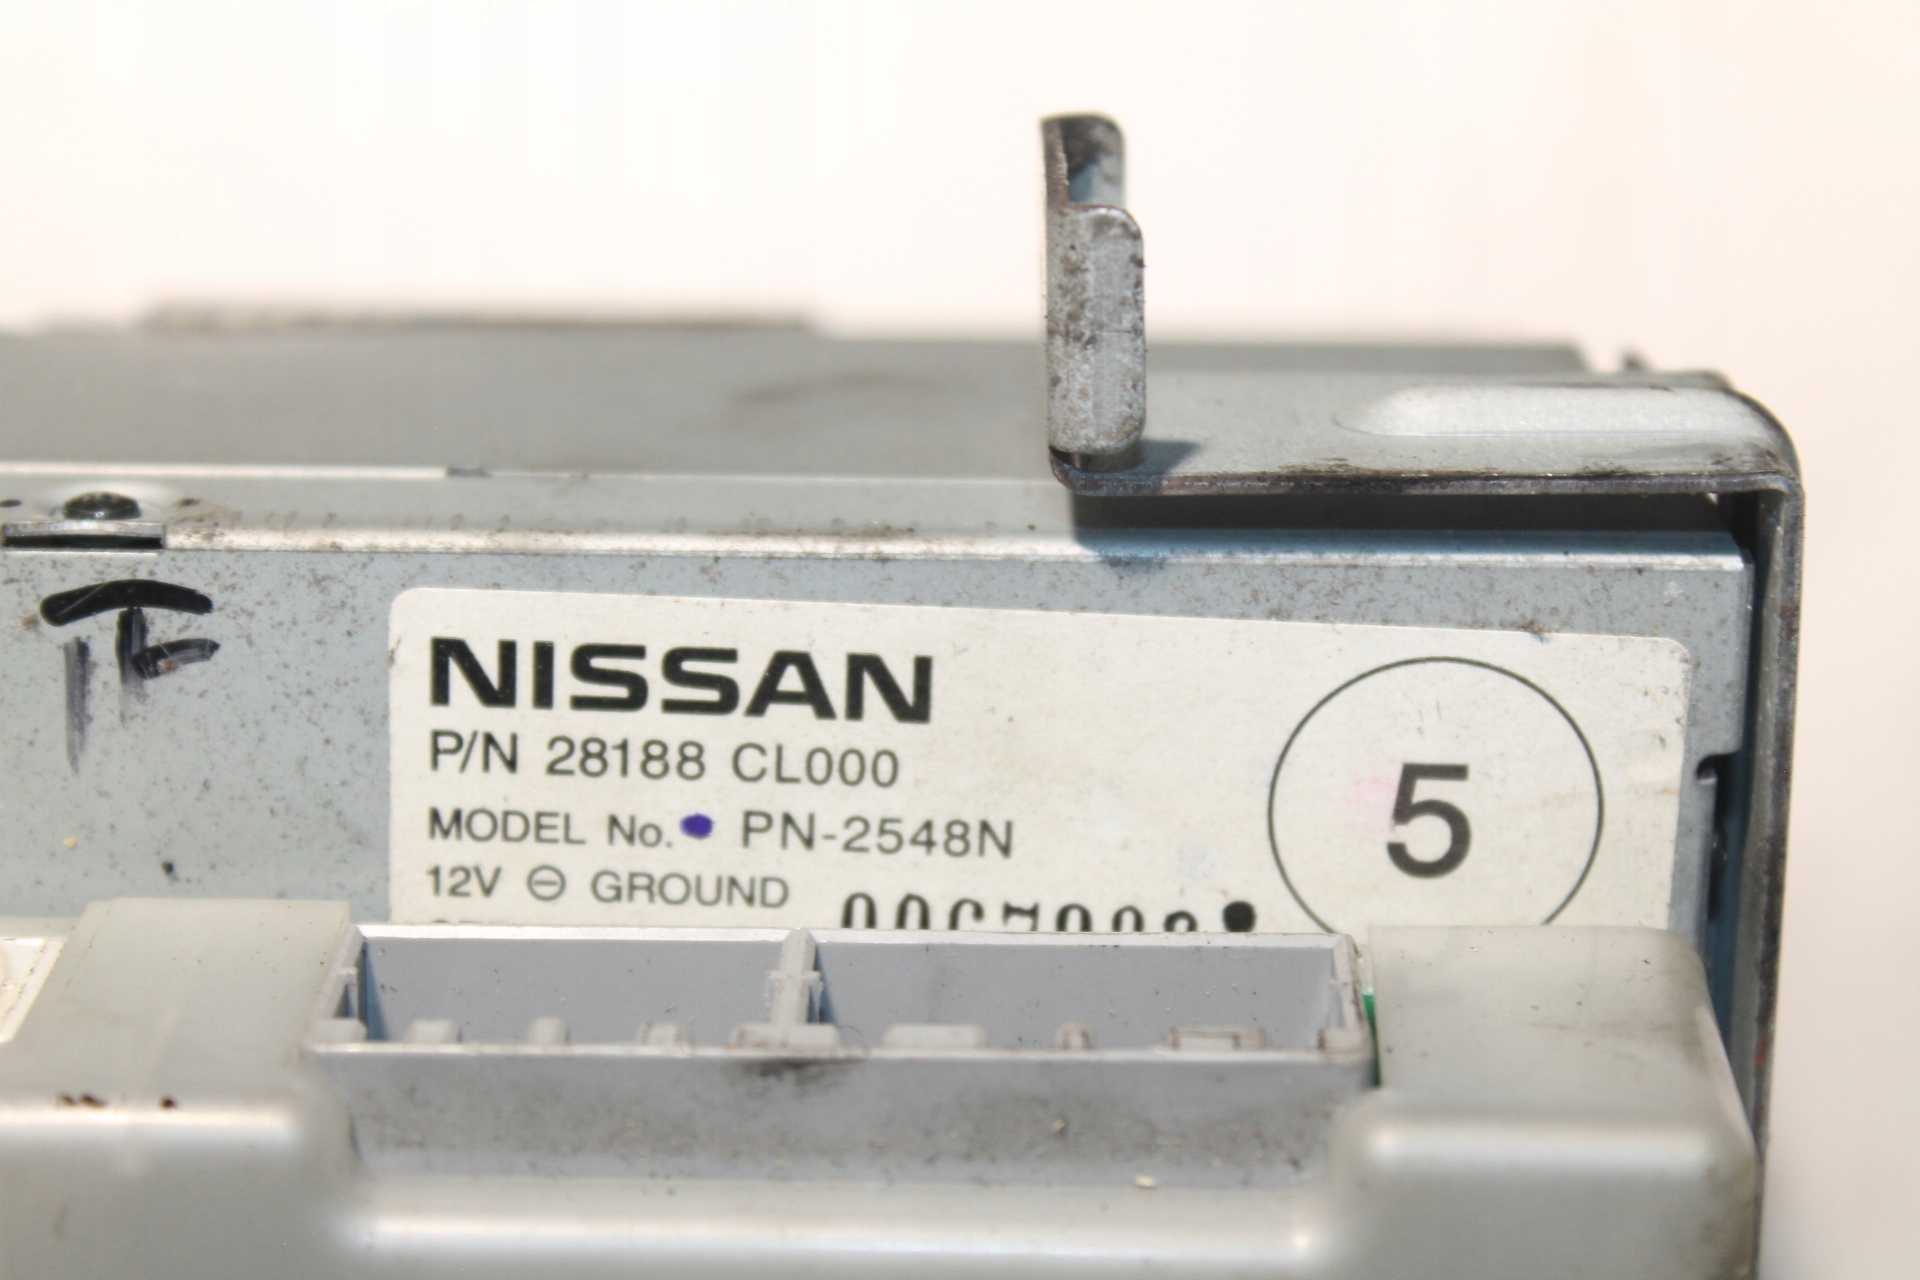 NISSAN
P/N 28188 CL000
MODEL No. PN-2548N
12V ⊖ GROUND
5